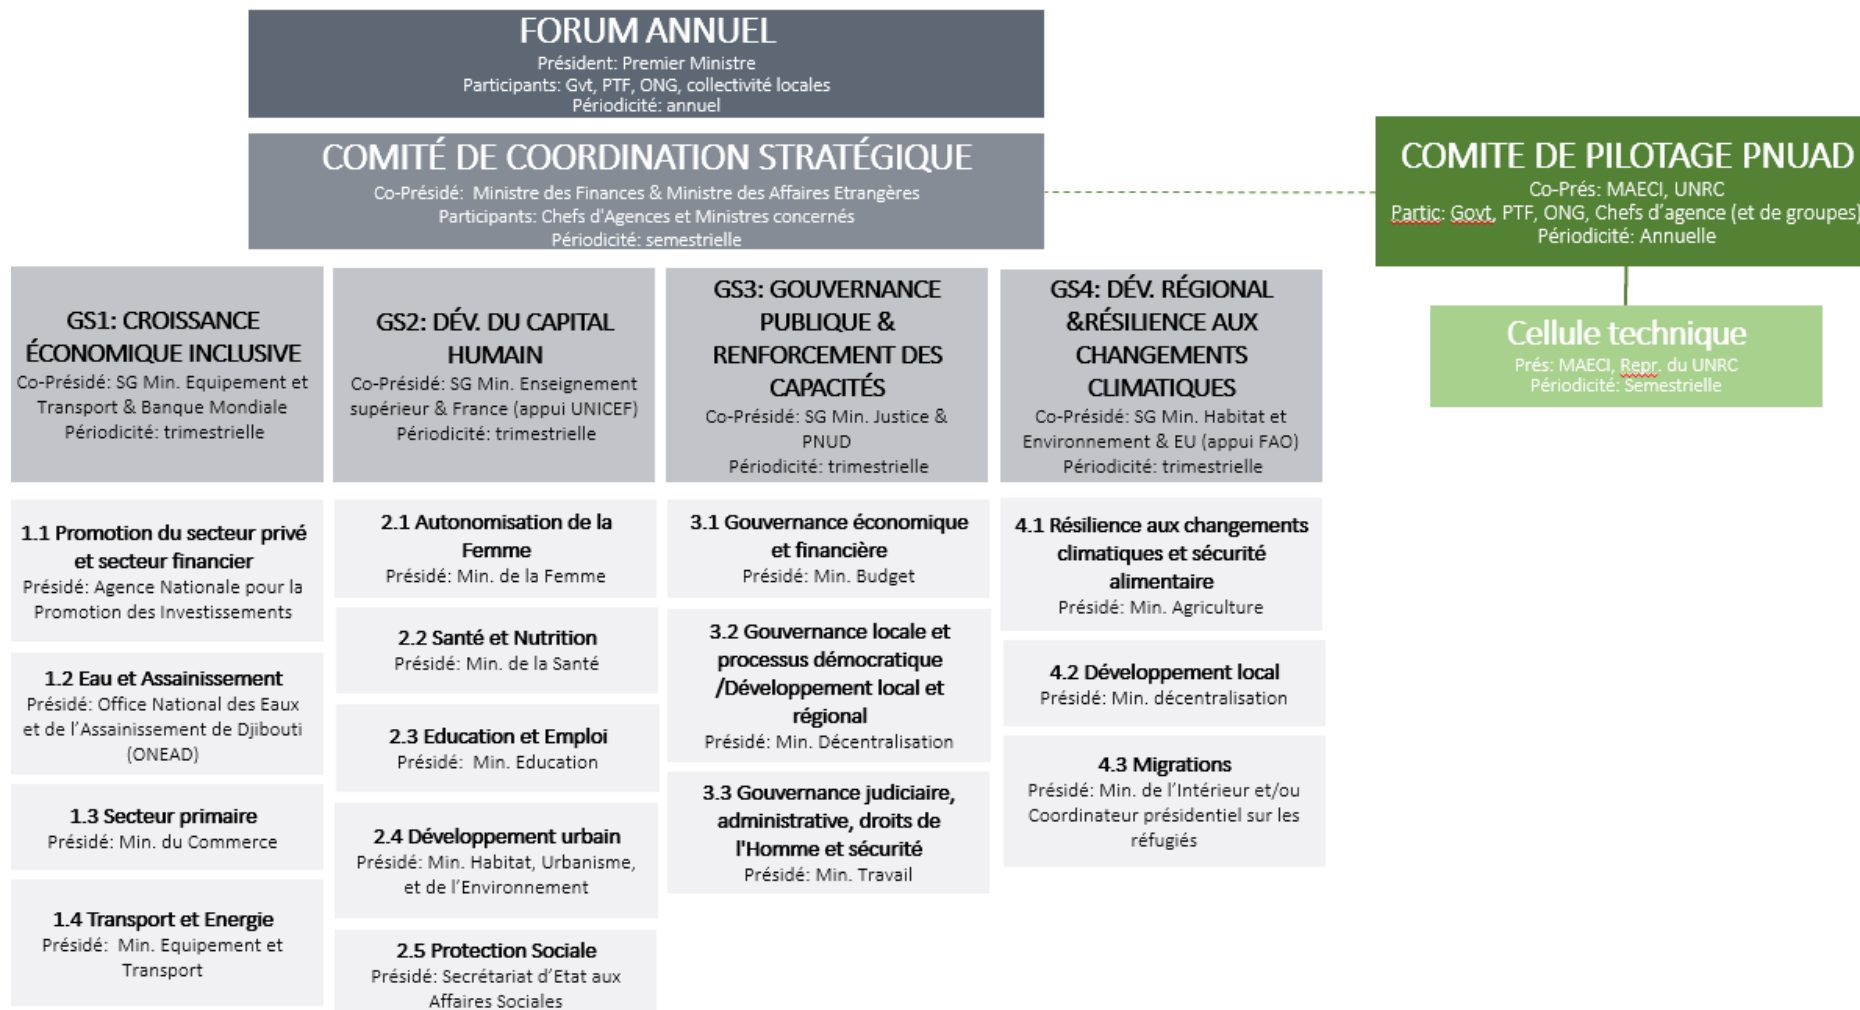 FORUM ANNUEL
Président: Premier Ministre
Participants: Gvt, PTF, ONG, collectivité locales
Périodicité: annuel
COMITÉ DE COORDINATION STRATÉGIQUE
Co-Présidé:  Ministre des Finances & Ministre des Affaires Etrangères
Participants: Chefs d'Agences et Ministres concernés
Périodicité: semestrielle
COMITE DE PILOTAGE PNUAD
Co-Prés: MAECI, UNRC
Partic: Govt, PTF, ONG, Chefs d’agence (et de groupes)
Périodicité: Annuelle
Cellule technique
Prés: MAECI, Repr. du UNRC
Périodicité: Semestrielle
GS1: CROISSANCE
ÉCONOMIQUE INCLUSIVE
Co-Présidé: SG Min. Equipement et
Transport & Banque Mondiale
Périodicité: trimestrielle
1.1 Promotion du secteur privé
et secteur financier
Présidé: Agence Nationale pour la
Promotion des Investissements
1.2 Eau et Assainissement
Présidé: Office National des Eaux
et de l’Assainissement de Djibouti
(ONEAD)
1.3 Secteur primaire
Présidé: Min. du Commerce
1.4 Transport et Energie
Présidé:  Min. Equipement et
Transport
GS2: DÉV. DU CAPITAL
HUMAIN
Co-Présidé: SG Min. Enseignement
supérieur & France (appui UNICEF)
Périodicité: trimestrielle
2.1 Autonomisation de la
Femme
Présidé: Min. de la Femme
2.2 Santé et Nutrition
Présidé: Min. de la Santé
2.3 Education et Emploi
Présidé:  Min. Education
2.4 Développement urbain
Présidé: Min. Habitat, Urbanisme,
et de l’Environnement
2.5 Protection Sociale
Présidé: Secrétariat d’Etat aux
Affaires Sociales
GS3: GOUVERNANCE
PUBLIQUE &
RENFORCEMENT DES
CAPACITÉS
Co-Présidé: SG Min. Justice &
PNUD
Périodicité: trimestrielle
3.1 Gouvernance économique
et financière
Présidé: Min. Budget
3.2 Gouvernance locale et
processus démocratique
/Développement local et
régional
Présidé: Min. Décentralisation
3.3 Gouvernance judiciaire,
administrative, droits de
l'Homme et sécurité
Présidé: Min. Travail
GS4: DÉV. RÉGIONAL
&RÉSILIENCE AUX
CHANGEMENTS
CLIMATIQUES
Co-Présidé: SG Min. Habitat et
Environnement & EU (appui FAO)
Périodicité: trimestrielle
4.1 Résilience aux changements
climatiques et sécurité
alimentaire
Présidé: Min. Agriculture
4.2 Développement local
Présidé: Min. décentralisation
4.3 Migrations
Présidé: Min. de l’Intérieur et/ou
Coordinateur présidentiel sur les
réfugiés